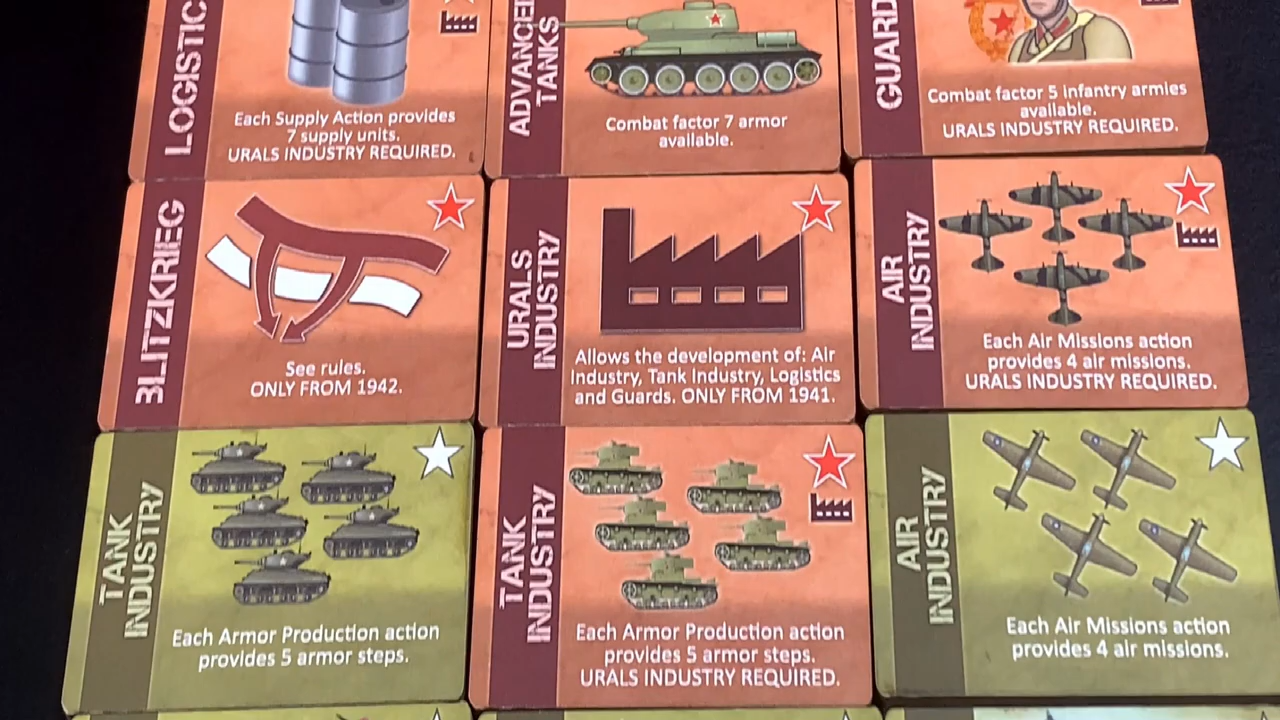 LOGISTIC
Each Supply Action provides
7 supply units.
URALS INDUSTRY REQUIRED.
ADVANCED
TANKS
Combat factor 7 armor
available.
GUARD
Combat factor 5 infantry armies
available.
URALS INDUSTRY REQUIRED.
BLITZKRIEG
See rules.
ONLY FROM 1942.
URALS
INDUSTRY
Allows the development of: Air
Industry, Tank Industry, Logistics
and Guards. ONLY FROM 1941.
AIR
INDUSTRY
Each Air Missions action
provides 4 air missions.
URALS INDUSTRY REQUIRED.
TANK
INDUSTRY
Each Armor Production action
provides 5 armor steps.
TANK
INDUSTRY
Each Armor Production action
provides 5 armor steps.
URALS INDUSTRY REQUIRED.
AIR
INDUSTRY
Each Air Missions action
provides 4 air missions.